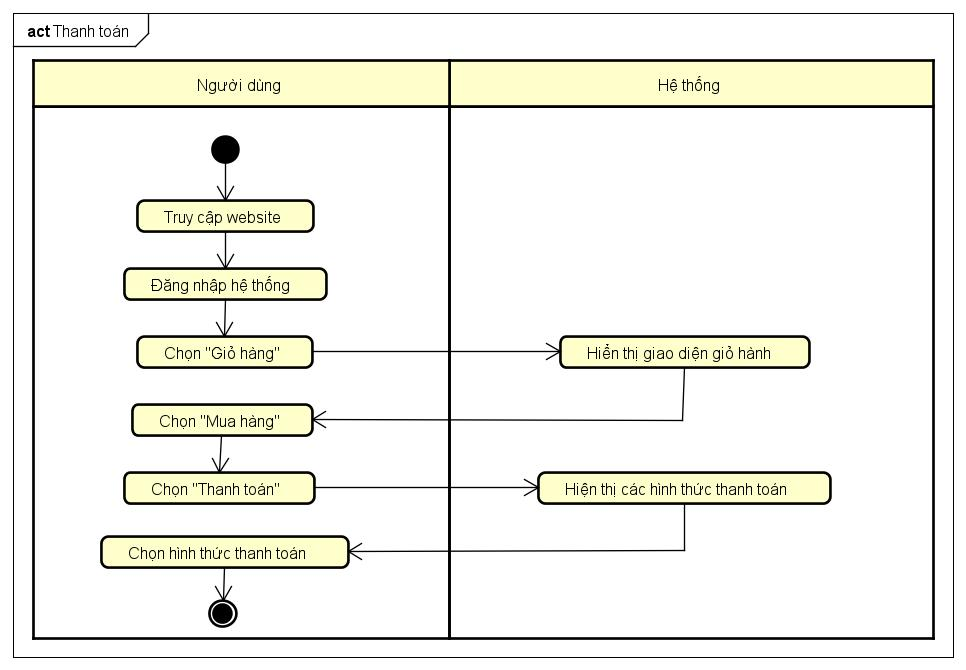 act Thanh toán
Người dùng
Hệ thống
Truy cập website
Đăng nhập hệ thống
Chọn "Giỏ hàng"
Hiển thị giao diện giỏ hành
Chọn "Mua hàng"
Chọn "Thanh toán"
Hiện thị các hình thức thanh toán
Chọn hình thức thanh toán